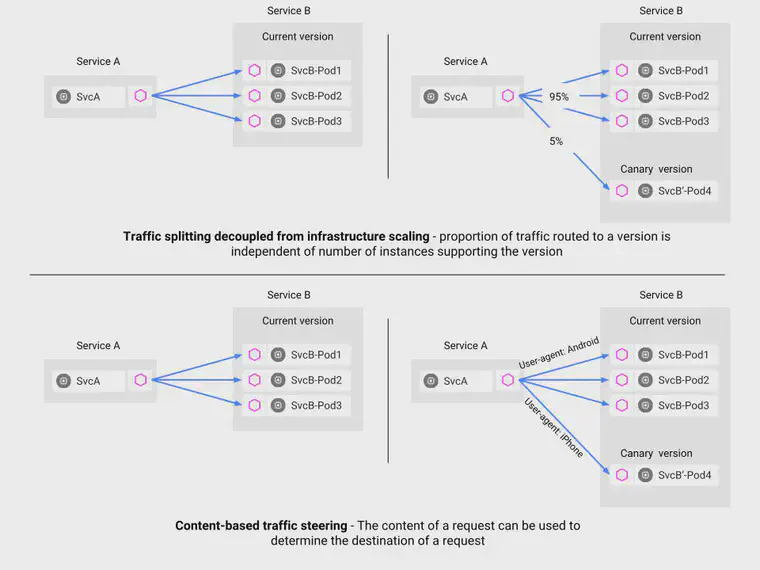 Service B
Current version
Service A
SvcA
SvcB-Pod1
SvcB-Pod2
SvcB-Pod3
Service B
Current version
Service A
SvcA
SvcB-Pod1
95%
SvcB-Pod2
SvcB-Pod3
5%
Canary version
SvcB'-Pod4
Traffic splitting decoupled from infrastructure scaling - proportion of traffic routed to a version is
independent of number of instances supporting the version
Service B
Current version
Service A
SvcA
SvcB-Pod1
SvcB-Pod2
SvcB-Pod3
Service B
Current version
Service A
SvcA
User-agent: Android
SvcB-Pod1
SvcB-Pod2
SvcB-Pod3
User-agent: iPhone
Canary version
SvcB'-Pod4
Content-based traffic steering - The content of a request can be used to
determine the destination of a request